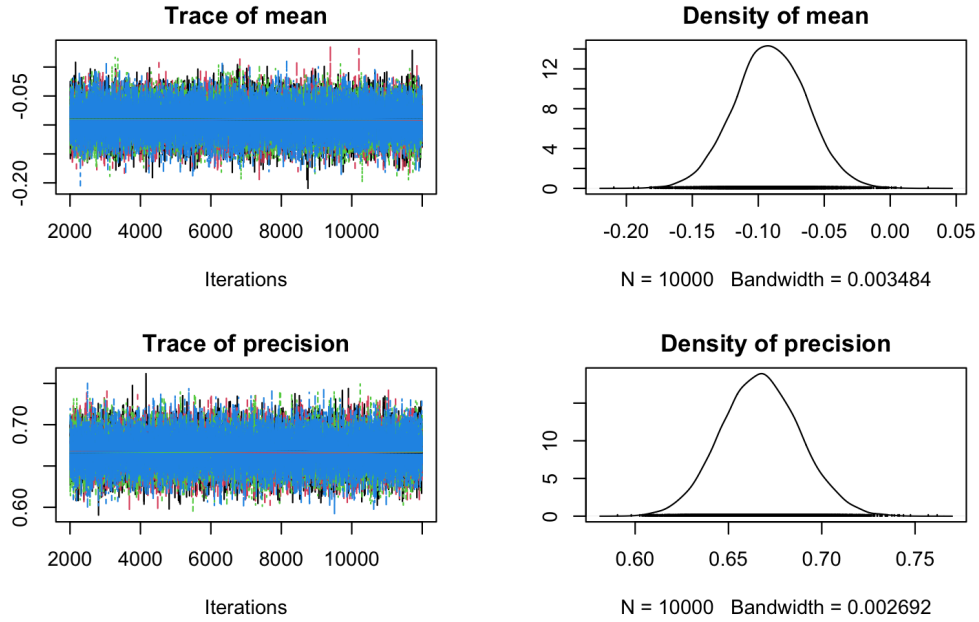 Trace of mean
-0.20
-0.05
2000 4000 6000 8000 10000
Iterations
Density of mean
0 4 8 12
-0.20 -0.15 -0.10 -0.05 0.00 0.05
N = 10000 Bandwidth = 0.003484
Trace of precision
0.60
0.70
2000 4000 6000 8000 10000
Iterations
Density of precision
0 5 10
0.60 0.65 0.70 0.75
N = 10000 Bandwidth = 0.002692